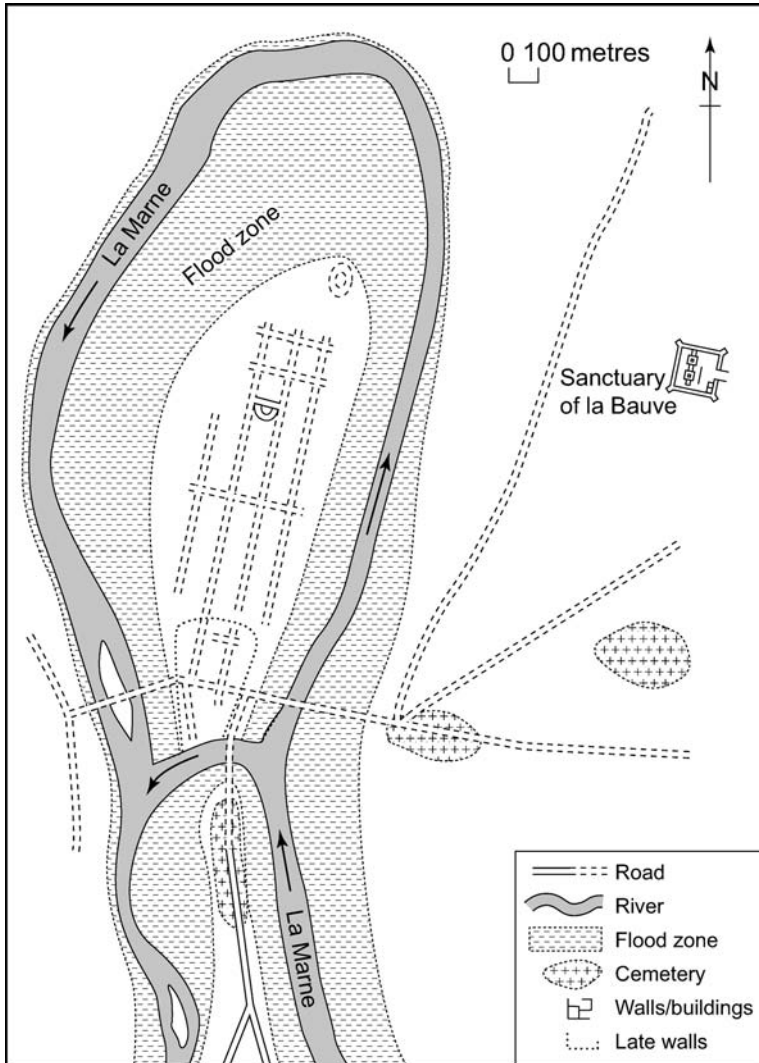 0 100 metres
N
La Marne
Flood zone
Sanctuary
of la Bauve
La Marne
Road
River
Flood zone
Cemetery
Walls/buildings
Late walls